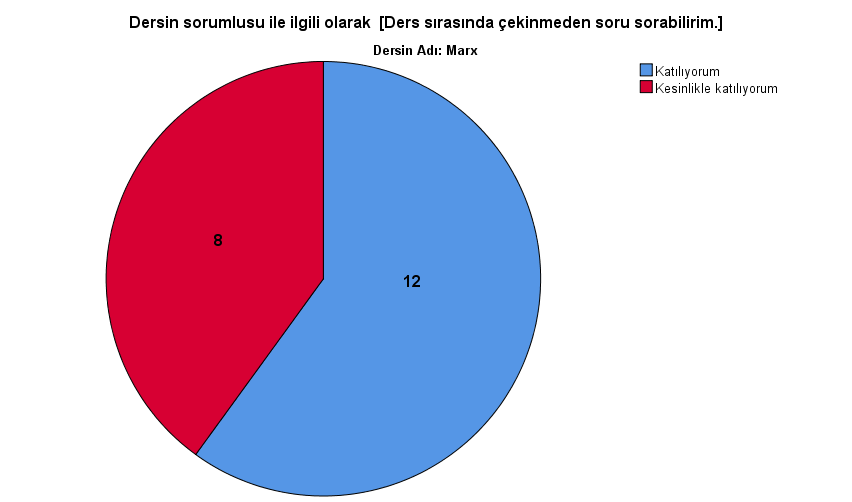 Dersin sorumlusu ile ilgili olarak  [Ders sırasında çekinmeden soru sorabilirim.]
Dersin Adı: Marx
Katılıyorum
Kesinlikle katılıyorum
8
12